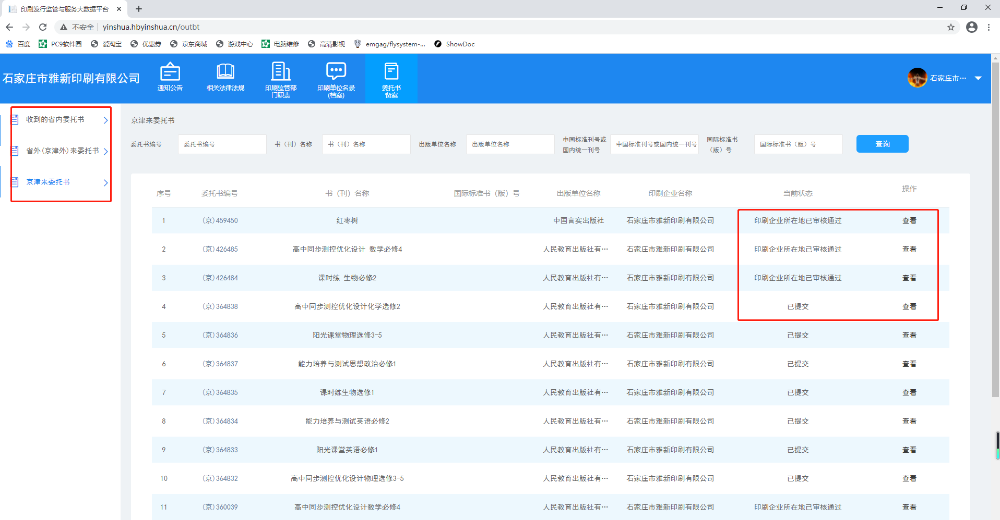 印刷发行监管与服务大数据平台
不安全 yinshua.hbyinshua.cn/outbt
百度 PC9软件园 爱淘宝 优惠券 京东商城 游戏中心 电脑维修 高清影视 emgag/flysystem-... ShowDoc
石家庄市雅新印刷有限公司
通知公告
相关法律法规
印刷监管部
门职责
印刷单位名录
(档案)
委托书
备案
石家庄市···
收到的省内委托书
省外(京津外)来委托书
京津来委托书
京津来委托书
委托书编号 委托书编号 书（刊）名称 书（刊）名称 出版单位名称 出版单位名称
中国标准刊号或
国内统一刊号
中国标准刊号或国内统一刊号
国际标准书
（版）号
国际标准书（版）号
查询
序号 委托书编号 书（刊）名称 国际标准书（版）号 出版单位名称 印刷企业名称 当前状态 操作
1 (京)459450 红枣树 中国言实出版社 石家庄市雅新印刷有限公司 印刷企业所在地已审核通过 查看
2 (京)426485 高中同步测控优化设计 数学必修4 人民教育出版社有··· 石家庄市雅新印刷有限公司 印刷企业所在地已审核通过 查看
3 (京)426484 课时练 生物必修2 人民教育出版社有··· 石家庄市雅新印刷有限公司 印刷企业所在地已审核通过 查看
4 (京)364838 高中同步测控优化设计化学选修2 人民教育出版社有··· 石家庄市雅新印刷有限公司 已提交 查看
5 (京)364836 阳光课堂物理选修3-5 人民教育出版社有··· 石家庄市雅新印刷有限公司 已提交 查看
6 (京)364837 能力培养与测试思想政治必修1 人民教育出版社有··· 石家庄市雅新印刷有限公司 已提交 查看
7 (京)364835 课时练生物选修1 人民教育出版社有··· 石家庄市雅新印刷有限公司 已提交 查看
8 (京)364834 能力培养与测试英语必修2 人民教育出版社有··· 石家庄市雅新印刷有限公司 已提交 查看
9 (京)364833 阳光课堂英语必修1 人民教育出版社有··· 石家庄市雅新印刷有限公司 已提交 查看
10 (京)364832 高中同步测控优化设计物理选修3-5 人民教育出版社有··· 石家庄市雅新印刷有限公司 已提交 查看
11 (京)360039 高中同步测控优化设计数学必修4 人民教育出版社有··· 石家庄市雅新印刷有限公司 印刷企业所在地已审核通过 查看